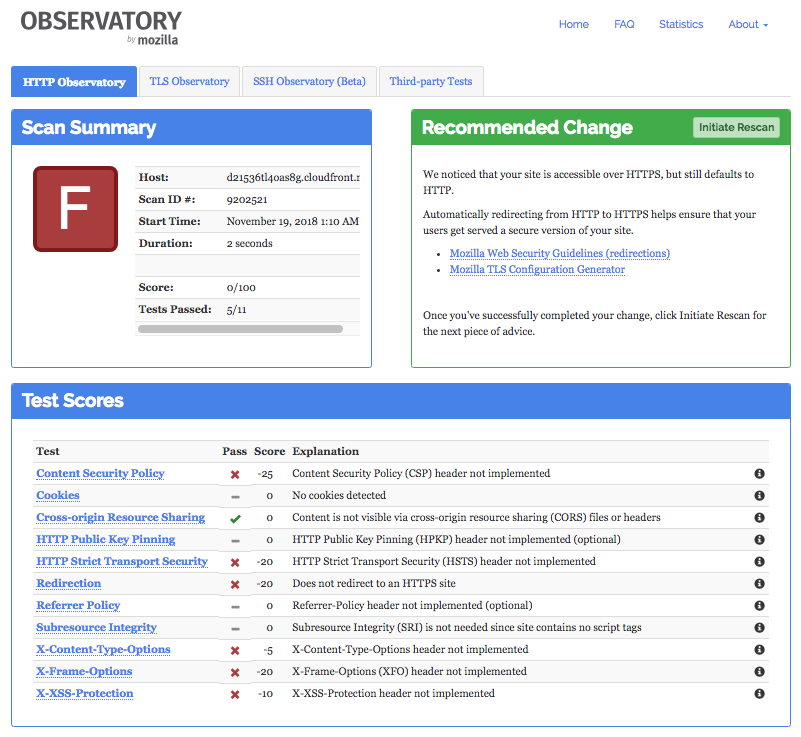 OBSERVATORY
by mozilla
Home FAQ Statistics About
HTTP Observatory TLS Observatory SSH Observatory (Beta) Third-party Tests
Scan Summary
F
Host: d21536tl4oas8g.cloudfront.r
Scan ID #: 9202521
Start Time: November 19, 2018 1:10 AM
Duration: 2 seconds
Score: 0/100
Tests Passed: 5/11
Recommended Change Initiate Rescan
We noticed that your site is accessible over HTTPS, but still defaults to
HTTP.
Automatically redirecting from HTTP to HTTPS helps ensure that your
users get served a secure version of your site.
Mozilla Web Security Guidelines (redirections)
Mozilla TLS Configuration Generator
Once you've successfully completed your change, click Initiate Rescan for
the next piece of advice.
Test Scores
Test Pass Score Explanation
Content Security Policy -25 Content Security Policy (CSP) header not implemented
Cookies 0 No cookies detected
Cross-origin Resource Sharing 0 Content is not visible via cross-origin resource sharing (CORS) files or headers
HTTP Public Key Pinning 0 HTTP Public Key Pinning (HPKP) header not implemented (optional)
HTTP Strict Transport Security -20 HTTP Strict Transport Security (HSTS) header not implemented
Redirection -20 Does not redirect to an HTTPS site
Referrer Policy 0 Referrer-Policy header not implemented (optional)
Subresource Integrity 0 Subresource Integrity (SRI) is not needed since site contains no script tags
X-Content-Type-Options -5 X-Content-Type-Options header not implemented
X-Frame-Options -20 X-Frame-Options (XFO) header not implemented
X-XSS-Protection -10 X-XSS-Protection header not implemented